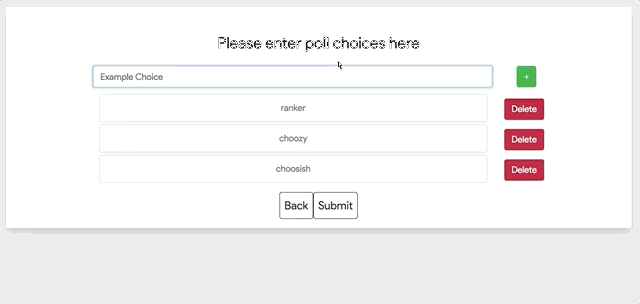 Please enter poll choices here
Example Choice
+
ranker
Delete
choozy
Delete
choosish
Delete
Back Submit